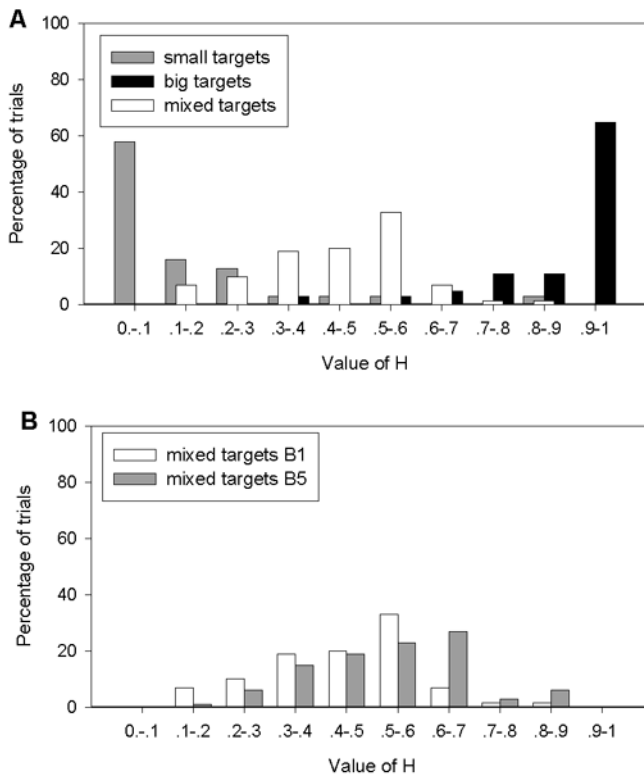 A
100
80
60
40
20
0
Percentage of trials
small targets
big targets
mixed targets
0.-.1 .1-.2 .2-.3 .3-.4 .4-.5 .5-.6 .6-.7 .7-.8 .8-.9 .9-1
Value of H
B
100
80
60
40
20
0
Percentage of trials
mixed targets B1
mixed targets B5
0.-.1 .1-.2 .2-.3 .3-.4 .4-.5 .5-.6 .6-.7 .7-.8 .8-.9 .9-1
Value of H